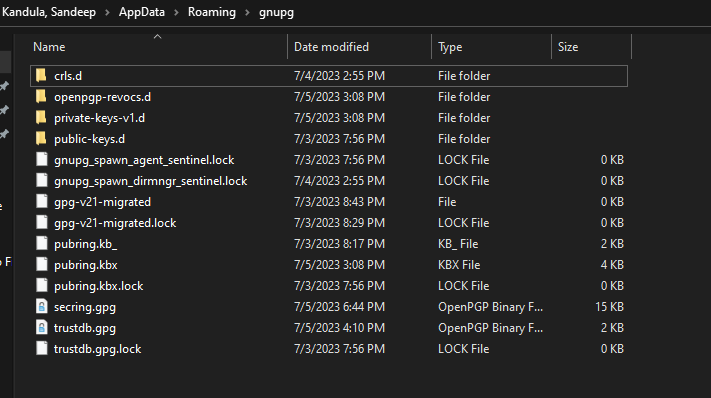 Kandula, Sandeep > AppData > Roaming > gnupg
Name Date modified Type Size
crls.d 7/4/2023 2:55 PM File folder
openpgp-revocs.d 7/5/2023 3:08 PM File folder
private-keys-v1.d 7/5/2023 3:08 PM File folder
public-keys.d 7/3/2023 7:56 PM File folder
gnupg_spawn_agent_sentinel.lock 7/3/2023 7:56 PM LOCK File 0 KB
gnupg_spawn_dirmngr_sentinel.lock 7/4/2023 2:55 PM LOCK File 0 KB
gpg-v21-migrated 7/3/2023 8:43 PM File 0 KB
gpg-v21-migrated.lock 7/3/2023 8:29 PM LOCK File 0 KB
pubring.kb_ 7/3/2023 8:17 PM KB_ File 2 KB
pubring.kbx 7/5/2023 3:08 PM KBX File 4 KB
pubring.kbx.lock 7/3/2023 7:56 PM LOCK File 0 KB
secring.gpg 7/5/2023 6:44 PM OpenPGP Binary F... 15 KB
trustdb.gpg 7/5/2023 4:10 PM OpenPGP Binary F... 2 KB
trustdb.gpg.lock 7/3/2023 7:56 PM LOCK File 0 KB